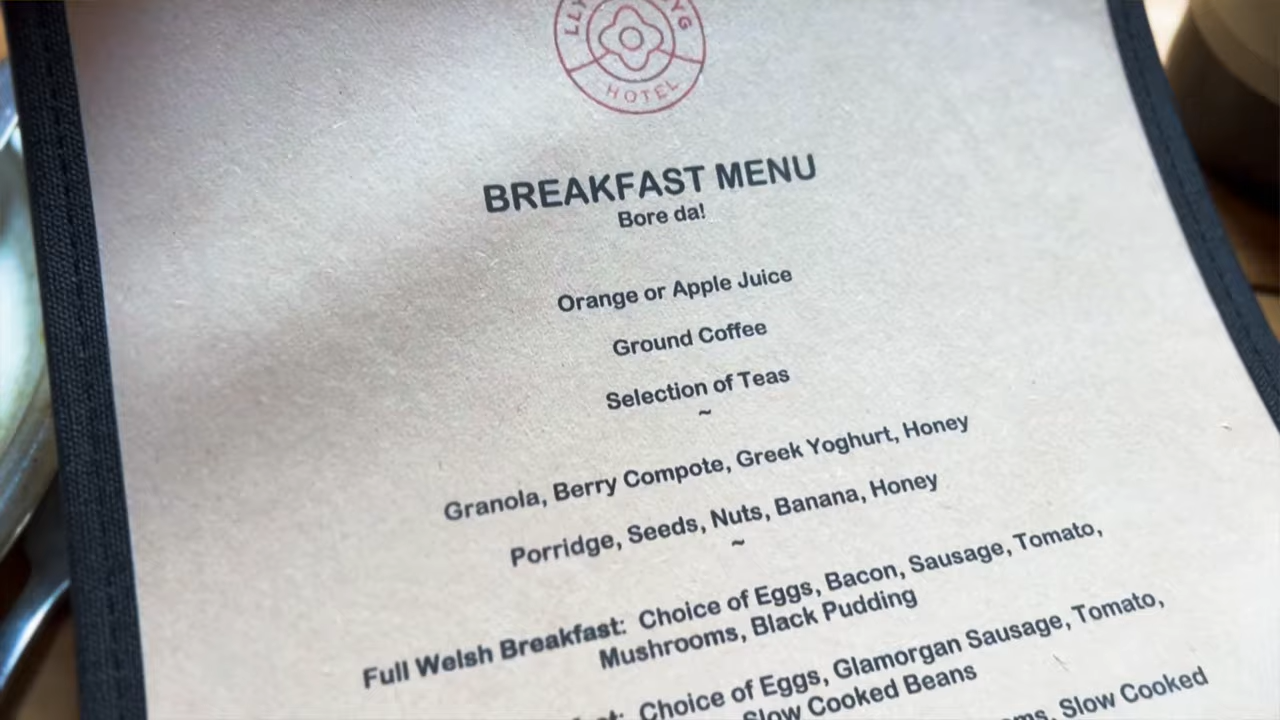 HOTEL
BREAKFAST MENU
Bore da!
Orange or Apple Juice
Ground Coffee
Selection of Teas
~
Granola, Berry Compote, Greek Yoghurt, Honey
Porridge, Seeds, Nuts, Banana, Honey
~
Full Welsh Breakfast: Choice of Eggs, Bacon, Sausage, Tomato,
Mushrooms, Black Pudding
Choice of Eggs, Glamorgan Sausage, Tomato,
Slow Cooked Beans
Slow Cooked